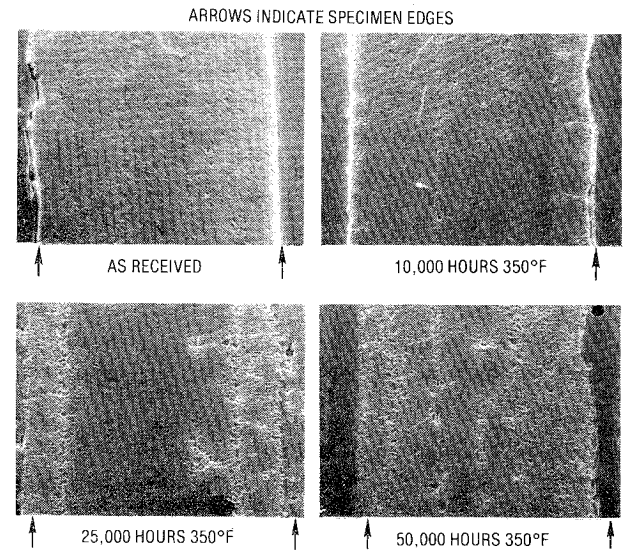 ARROWS INDICATE SPECIMEN EDGES
AS RECEIVED
10,000 HOURS 350°F
25,000 HOURS 350°F
50,000 HOURS 350°F